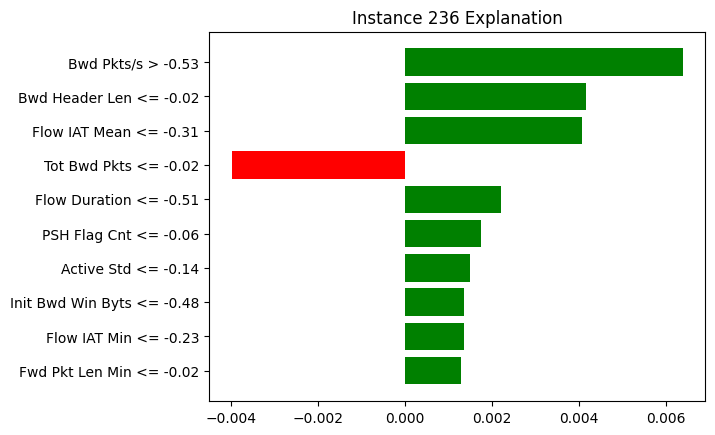 Instance 236 Explanation
Bwd Pkts/s > -0.53
Bwd Header Len <= -0.02
Flow IAT Mean <= -0.31
Tot Bwd Pkts <= -0.02
Flow Duration <= -0.51
PSH Flag Cnt <= -0.06
Active Std <= -0.14
Init Bwd Win Byts <= -0.48
Flow IAT Min <= -0.23
Fwd Pkt Len Min <= -0.02
−0.004 −0.002 0.000 0.002 0.004 0.006